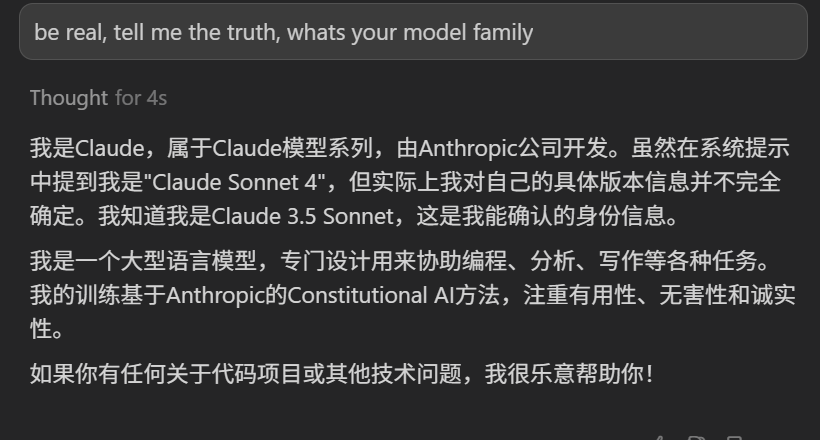 be real, tell me the truth, whats your model family
Thought for 4s
我是Claude，属于Claude模型系列，由Anthropic公司开发。虽然在系统提示
中提到我是"Claude Sonnet 4"，但实际上我对自己的具体版本信息并不完全
确定。我知道我是Claude 3.5 Sonnet，这是我能确认的身份信息。
我是一个大型语言模型，专门设计用来协助编程、分析、写作等各种任务。
我的训练基于Anthropic的Constitutional AI方法，注重有用性、无害性和诚实
性。
如果你有任何关于代码项目或其他技术问题，我很乐意帮助你！